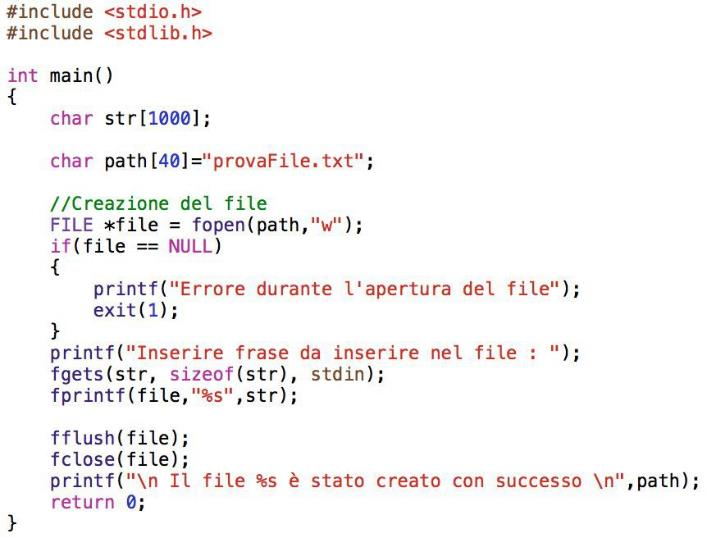 #include <stdio.h>
#include <stdlib.h>
int main()
{
    char str[1000];
    char path[40]="provaFile.txt";
    //Creazione del file
    FILE *file = fopen(path,"w");
    if(file == NULL)
    {
        printf("Errore durante l'apertura del file");
        exit(1);
    }
    printf("Inserire frase da inserire nel file : ");
    fgets(str, sizeof(str), stdin);
    fprintf(file,"%s",str);
    fflush(file);
    fclose(file);
    printf("\n Il file %s è stato creato con successo \n",path);
    return 0;
}